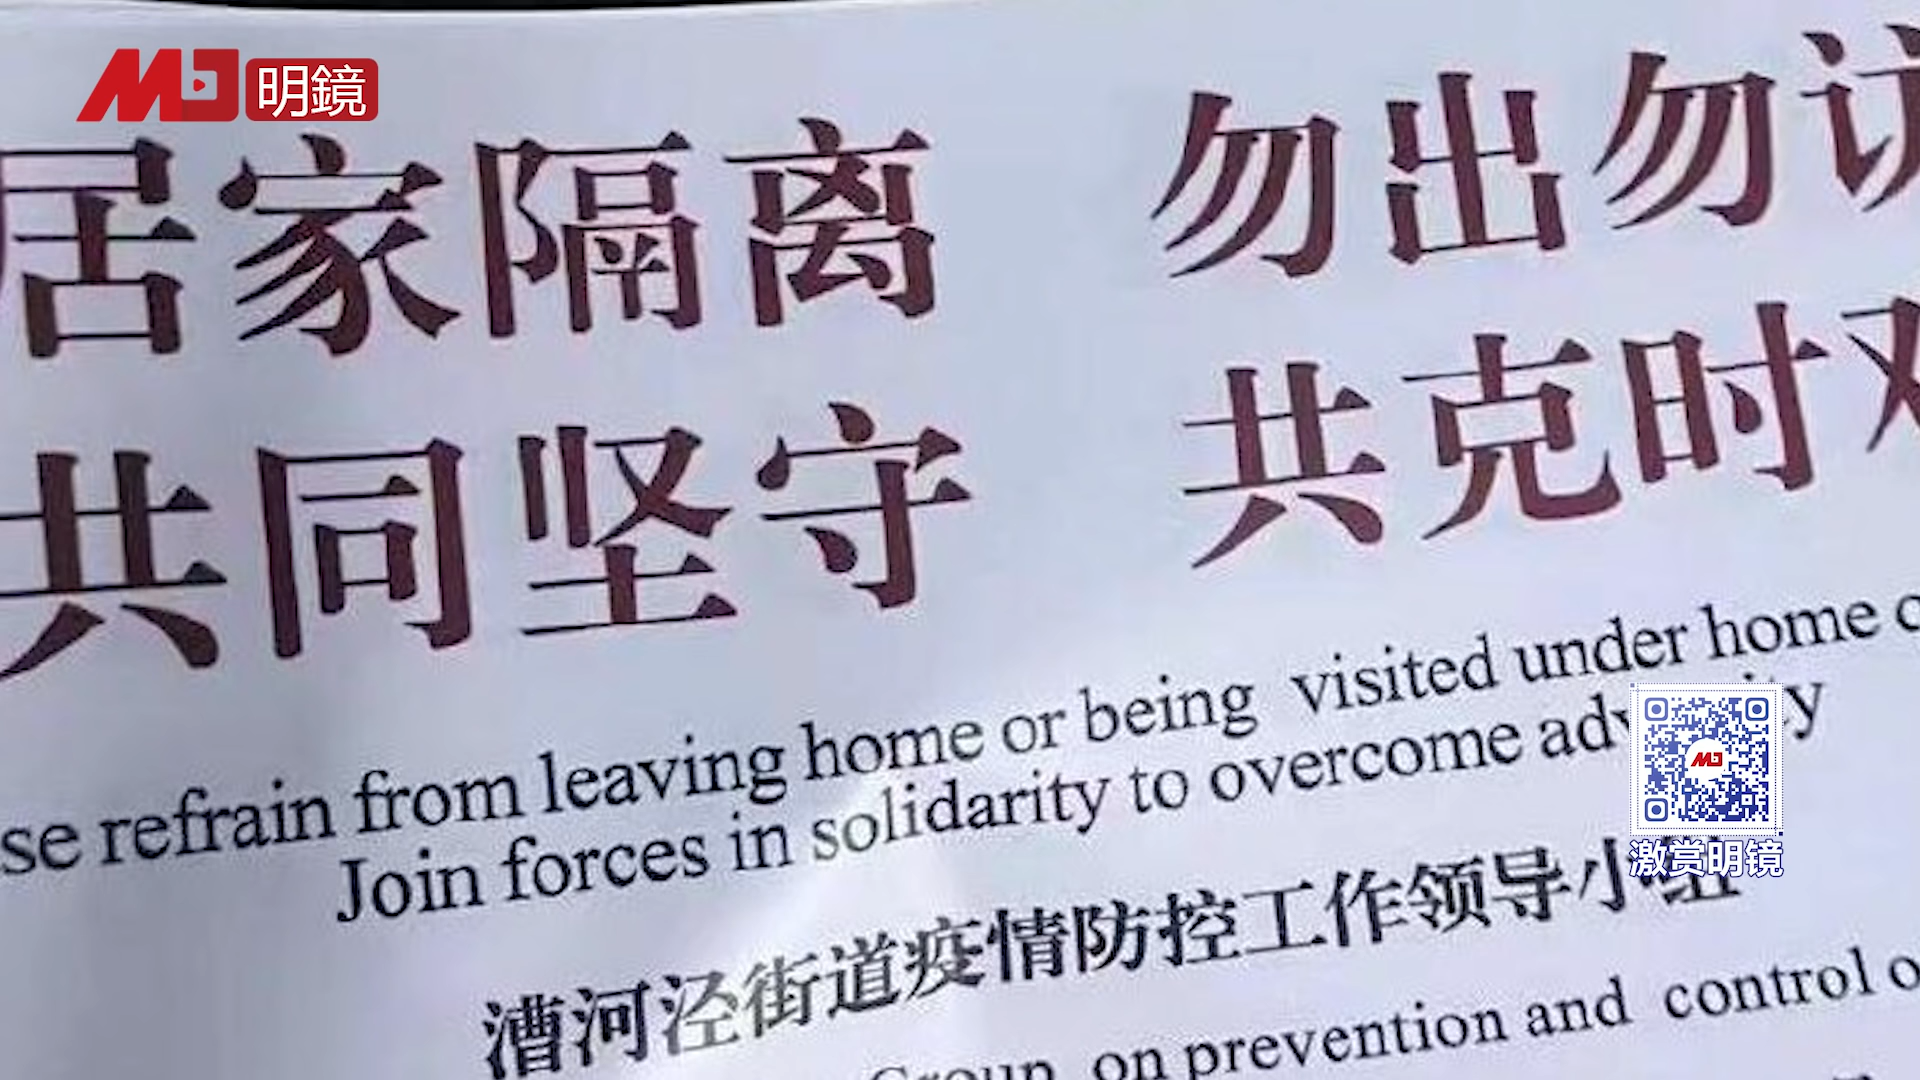 明鏡
居家隔离 勿出勿访
共同坚守 共克时
se refrain from leaving home or being visited under home
Join forces in solidarity to overcome adv ty
激赏明镜
漕河泾街道疫情防控工作领导小组
Group on prevention and control o